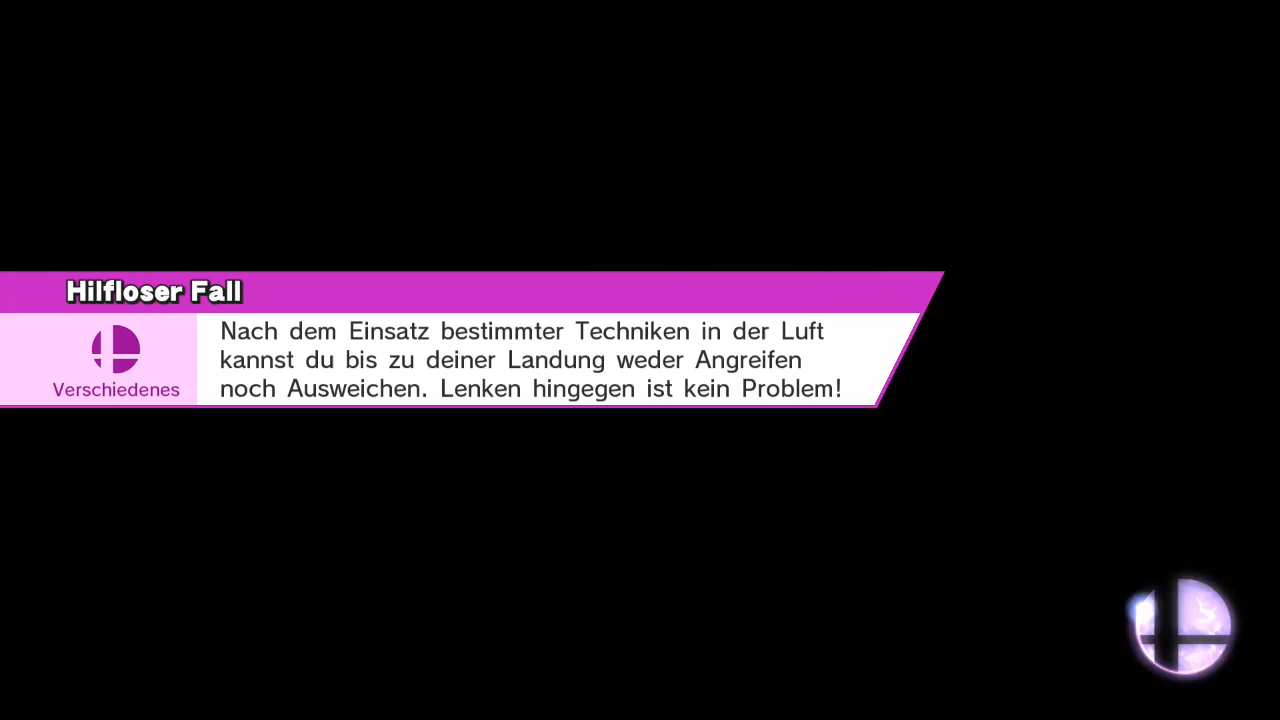 Hilfloser Fall
Verschiedenes
Nach dem Einsatz bestimmter Techniken in der Luft
kannst du bis zu deiner Landung weder Angreifen
noch Ausweichen. Lenken hingegen ist kein Problem!